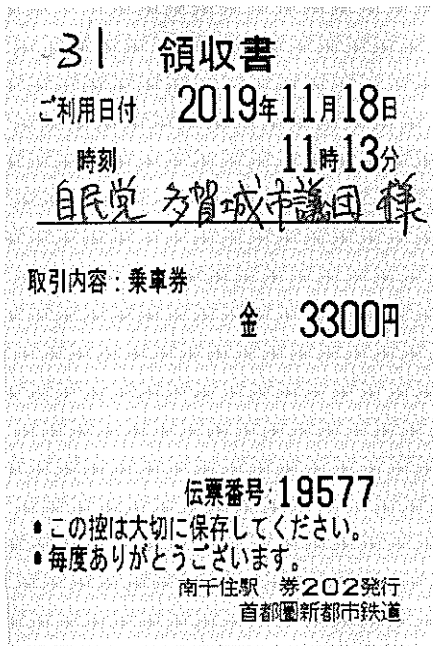 31 領収書
ご利用日付 2019年11月18日
時刻 11時13分
自民党 多賀城市議団 様
取引内容:乗車券
金 3300円
伝票番号:19577
•この控は大切に保存してください。
•毎度ありがとうございます。
南千住駅 券202発行
首都圏新都市鉄道